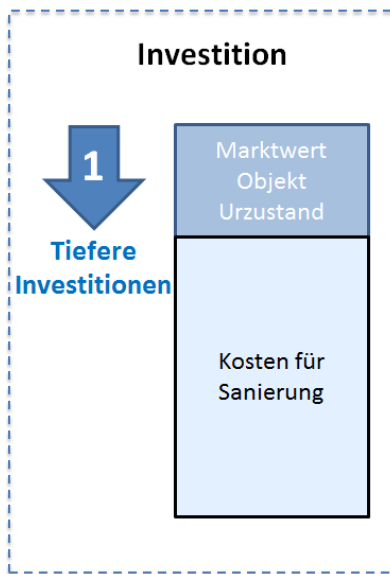 Investition
1
Tiefere
Investitionen
Marktwert
Objekt
Urzustand
Kosten für
Sanierung